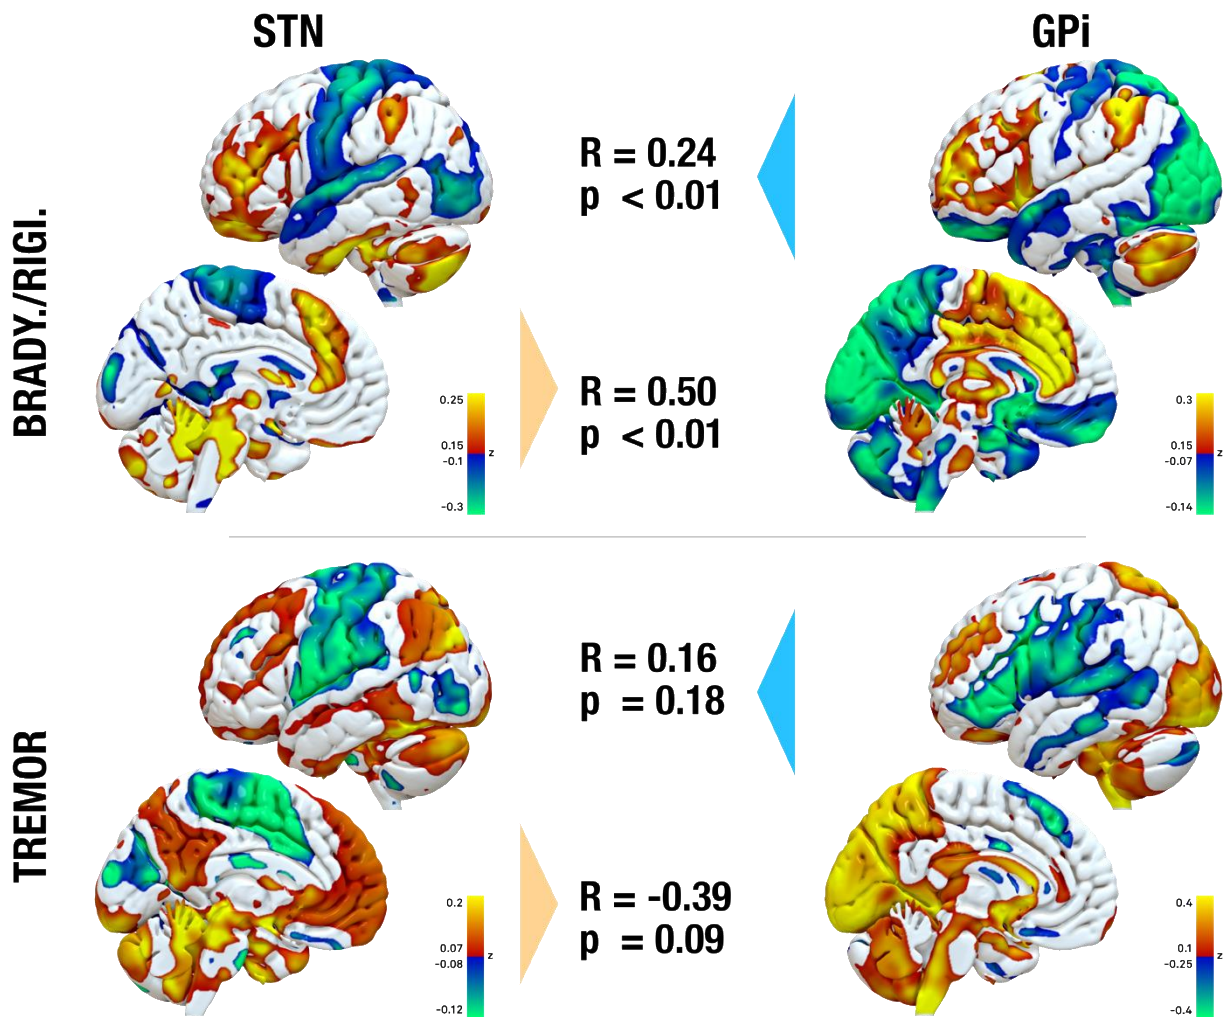 STN
GPi
BRADY./RIGI.
R = 0.24
p < 0.01
R = 0.50
p < 0.01
0.25
0.15
-0.1
z
-0.3
0.3
0.15
-0.07
z
-0.14
TREMOR
R = 0.16
p = 0.18
R = -0.39
p = 0.09
0.2
0.07
-0.08
z
-0.12
0.4
0.1
-0.25
z
-0.4